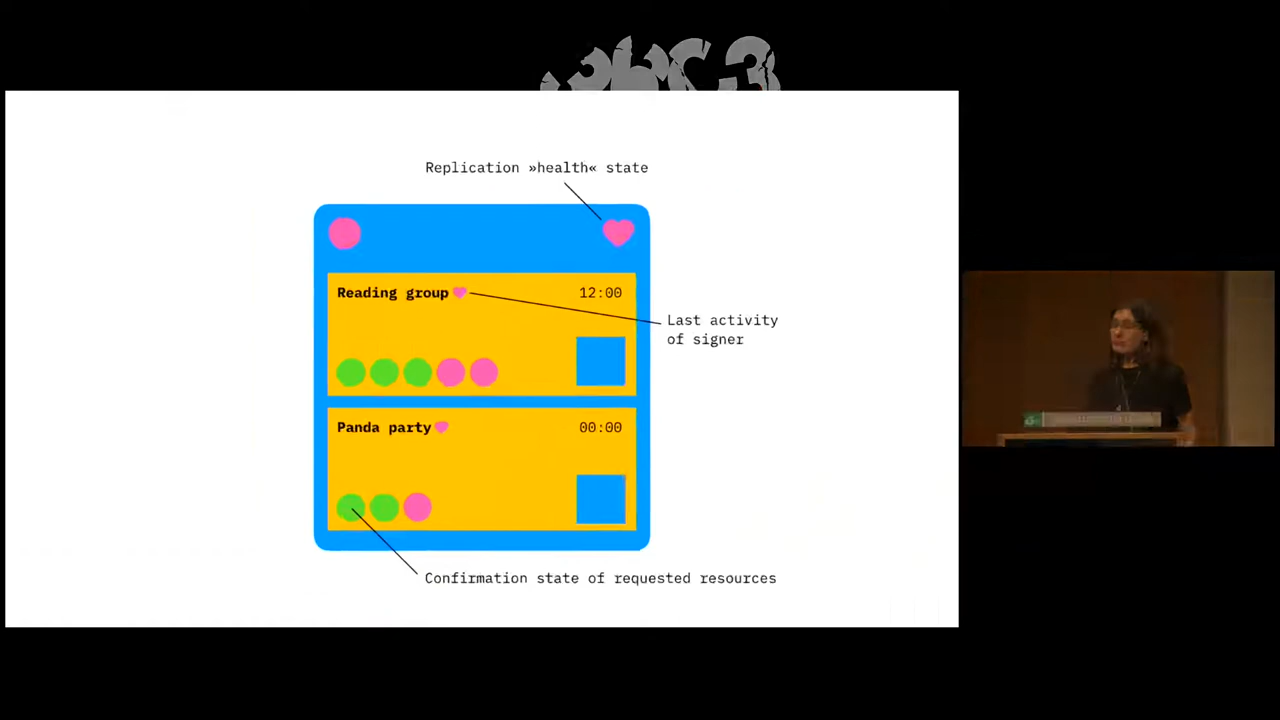 Replication »health« state
Reading group
12:00
Last activity
of signer
Panda party
00:00
Confirmation state of requested resources